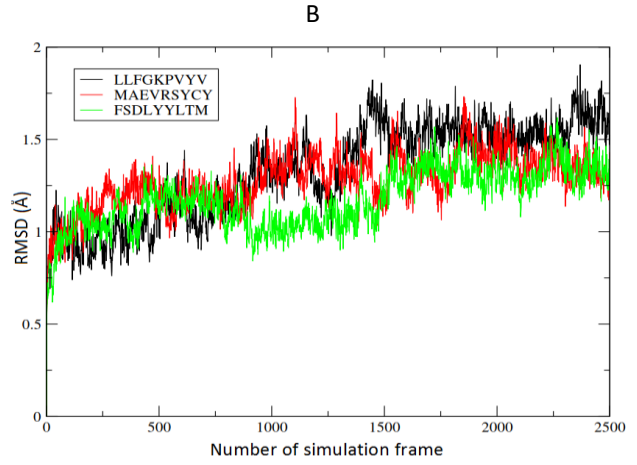 B
2
1.5
1
0.5
0
RMSD (Å)
LLFGKPVYV
MAEVRSYCY
FSDLYYLTM
0 500 1000 1500 2000 2500
Number of simulation frame